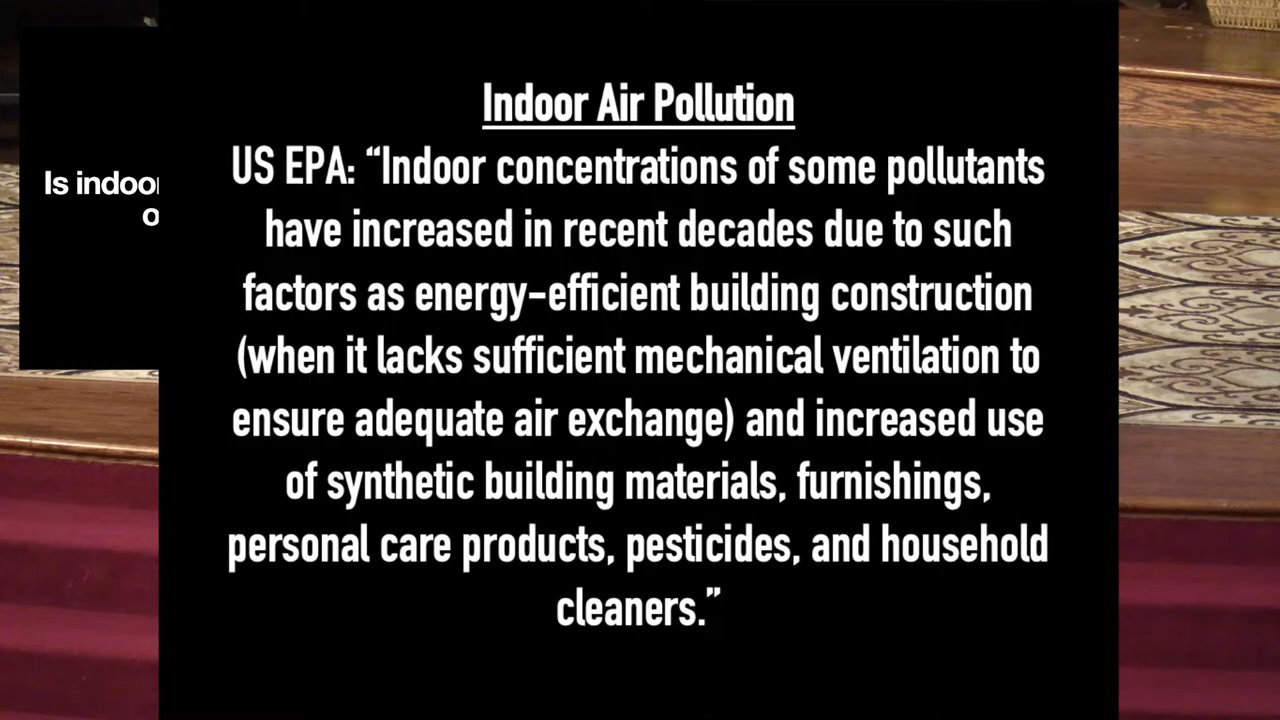 Is indoor
Indoor Air Pollution
US EPA: “Indoor concentrations of some pollutants
have increased in recent decades due to such
factors as energy-efficient building construction
(when it lacks sufficient mechanical ventilation to
ensure adequate air exchange) and increased use
of synthetic building materials, furnishings,
personal care products, pesticides, and household
cleaners.”